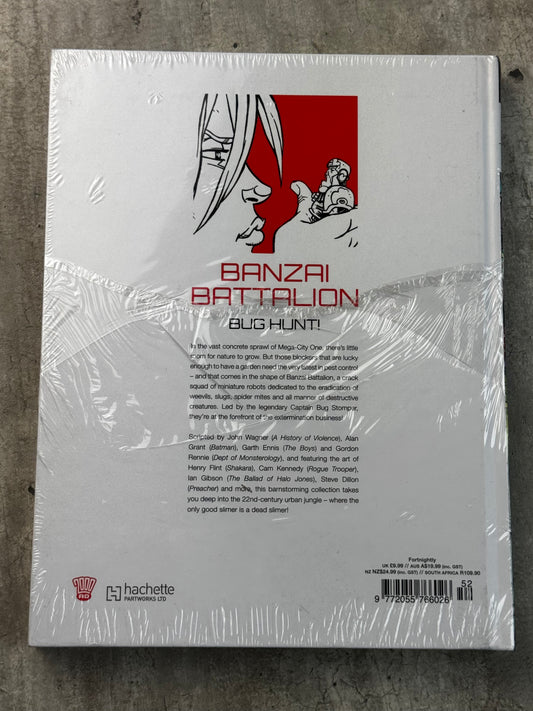 BANZAI
BATTALION
BUG HUNT!
In the vast concrete sprawl of Mega-City One, there's little
room for nature to grow. But those blockers that are lucky
enough to have a garden need the very latest in pest control
– and that comes in the shape of Banzai Battalion, a crack
squad of miniature robots dedicated to the eradication of
weevils, slugs, spider mites and all manner of destructive
creatures. Led by the legendary Captain Bug Stomper,
they're at the forefront of the extermination business!
Scripted by John Wagner (A History of Violence), Alan
Grant (Batman), Garth Ennis (The Boys) and Gordon
Rennie (Dept of Monsterology), and featuring the art of
Henry Flint (Shakara), Cam Kennedy (Rogue Trooper),
Ian Gibson (The Ballad of Halo Jones), Steve Dillon
(Preacher) and more, this barnstorming collection takes
you deep into the 22nd-century urban jungle – where the
only good slimer is a dead slimer!
Fortnightly
UK £9.99 // AUS A$19.99 (inc. GST)
NZ NZ$24.99 (inc. GST) // SOUTH AFRICA R109.90
2000
AD
hachette
PARTWORKS LTD
52
9 772055 766026